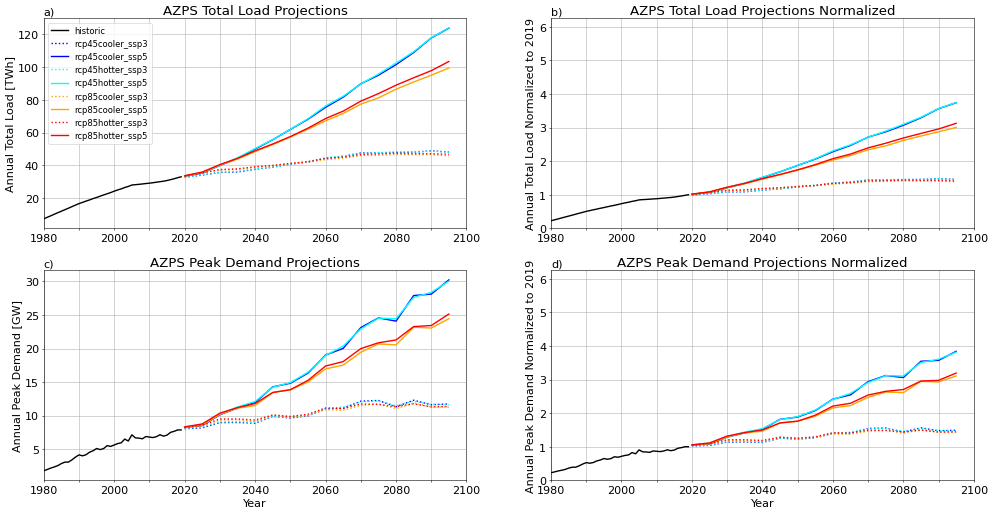 a)
AZPS Total Load Projections
Annual Total Load [TWh]
120
100
80
60
40
20
historic
rcp45cooler_ssp3
rcp45cooler_ssp5
rcp45hotter_ssp3
rcp45hotter_ssp5
rcp85cooler_ssp3
rcp85cooler_ssp5
rcp85hotter_ssp3
rcp85hotter_ssp5
1980 2000 2020 2040 2060 2080 2100
b)
AZPS Total Load Projections Normalized
Annual Total Load Normalized to 2019
6
5
4
3
2
1
0
1980 2000 2020 2040 2060 2080 2100
c)
AZPS Peak Demand Projections
Annual Peak Demand [GW]
30
25
20
15
10
5
1980 2000 2020 2040 2060 2080 2100
Year
d)
AZPS Peak Demand Projections Normalized
Annual Peak Demand Normalized to 2019
6
5
4
3
2
1
0
1980 2000 2020 2040 2060 2080 2100
Year